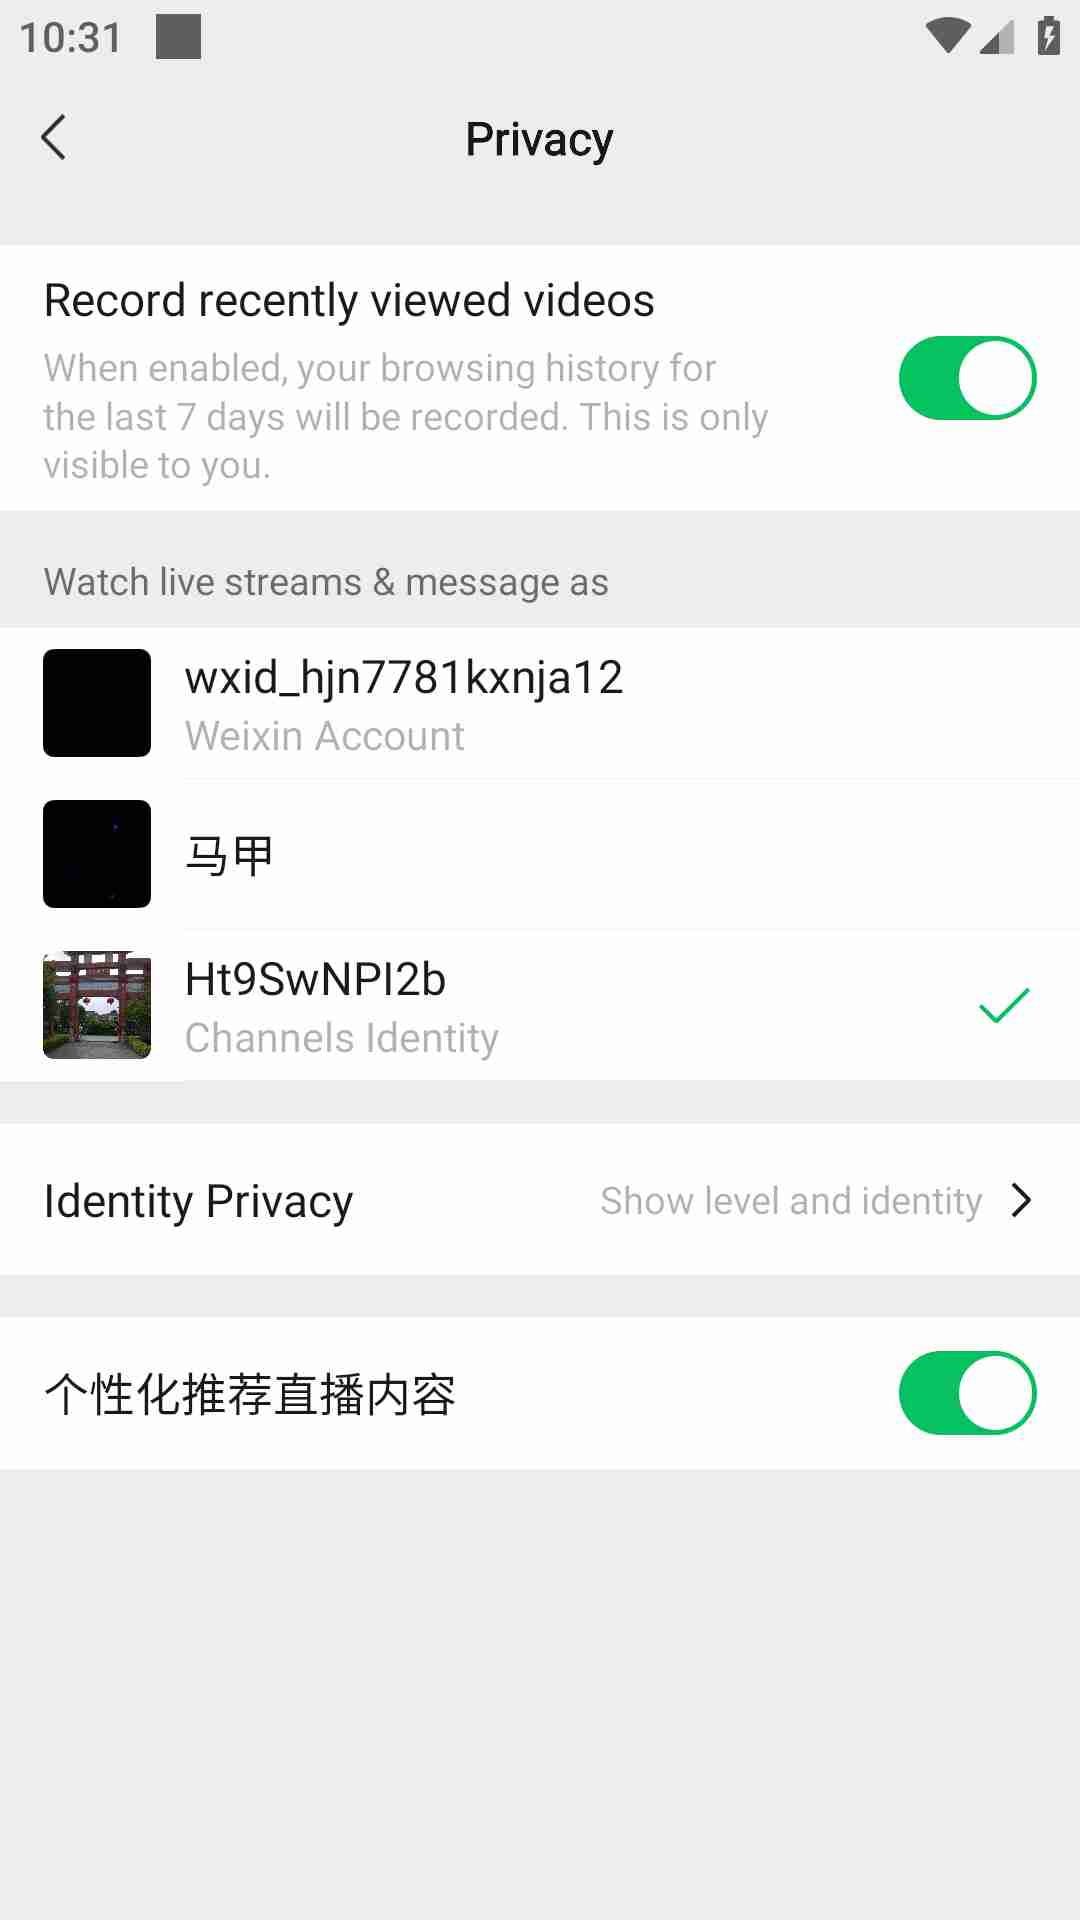 10:31
Privacy
Record recently viewed videos
When enabled, your browsing history for
the last 7 days will be recorded. This is only
visible to you.
Watch live streams & message as
wxid_hjn7781kxnja12
Weixin Account
马甲
Ht9SwNPI2b
Channels Identity
Identity Privacy
Show level and identity
个性化推荐直播内容